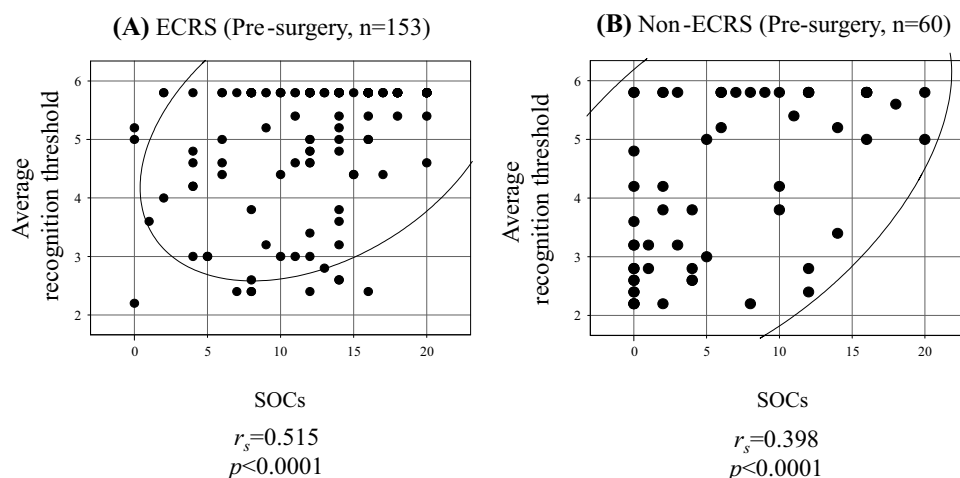 (A) ECRS (Pre-surgery, n=153)
6
5
4
3
2
Average
recognition threshold
0 5 10 15 20
SOCs
rs=0.515
p<0.0001
(B) Non-ECRS (Pre-surgery, n=60)
6
5
4
3
2
Average
recognition threshold
0 5 10 15 20
SOCs
rs=0.398
p<0.0001